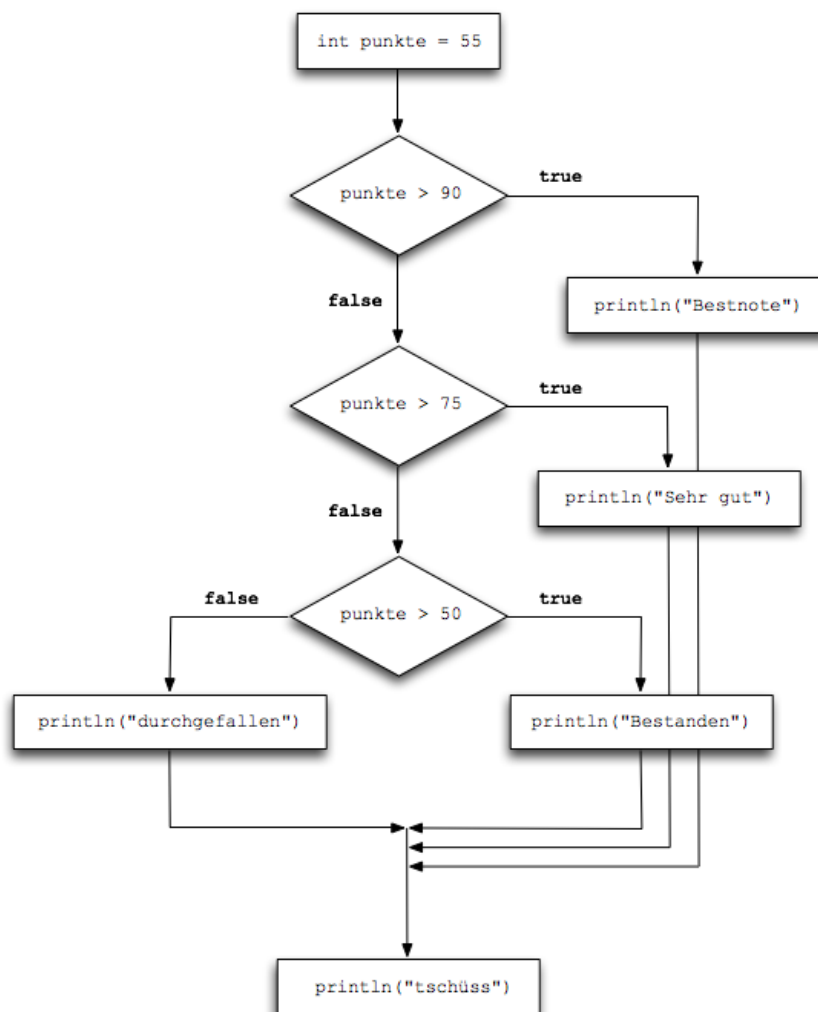 int punkte = 55
punkte > 90
true
false
println("Bestnote")
punkte > 75
true
false
println("Sehr gut")
punkte > 50
false
true
println("durchgefallen")
println("Bestanden")
println("tschüss")